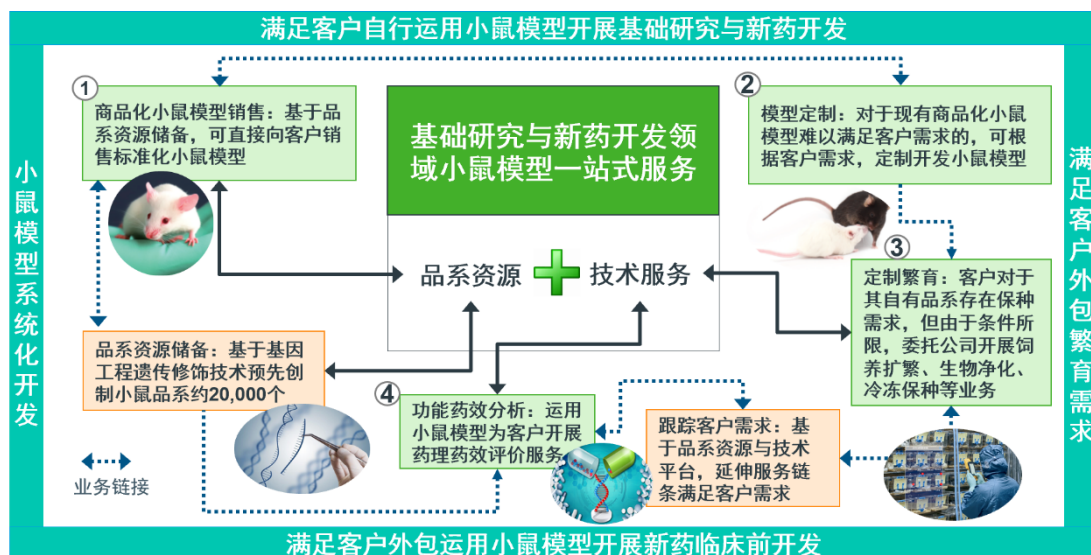 满足客户自行运用小鼠模型开展基础研究与新药开发
小鼠模型系统化开发
①
商品化小鼠模型销售：基于品
系资源储备，可直接向客户销
售标准化小鼠模型
基础研究与新药开发领
域小鼠模型一站式服务
②
模型定制：对于现有商品化小鼠
模型难以满足客户需求的，可根
据客户需求，定制开发小鼠模型
满足客户外包繁育需求
品系资源
技术服务
③
定制繁育：客户对于
其自有品系存在保种
需求，但由于条件所
限，委托公司开展饲
养扩繁、生物净化、
冷冻保种等业务
品系资源储备：基于基因
工程遗传修饰技术预先创
制小鼠品系约20,000个
④
功能药效分析：运用
小鼠模型为客户开展
药理药效评价服务
跟踪客户需求：基
于品系资源与技术
平台，延伸服务链
条满足客户需求
业务链接
满足客户外包运用小鼠模型开展新药临床前开发